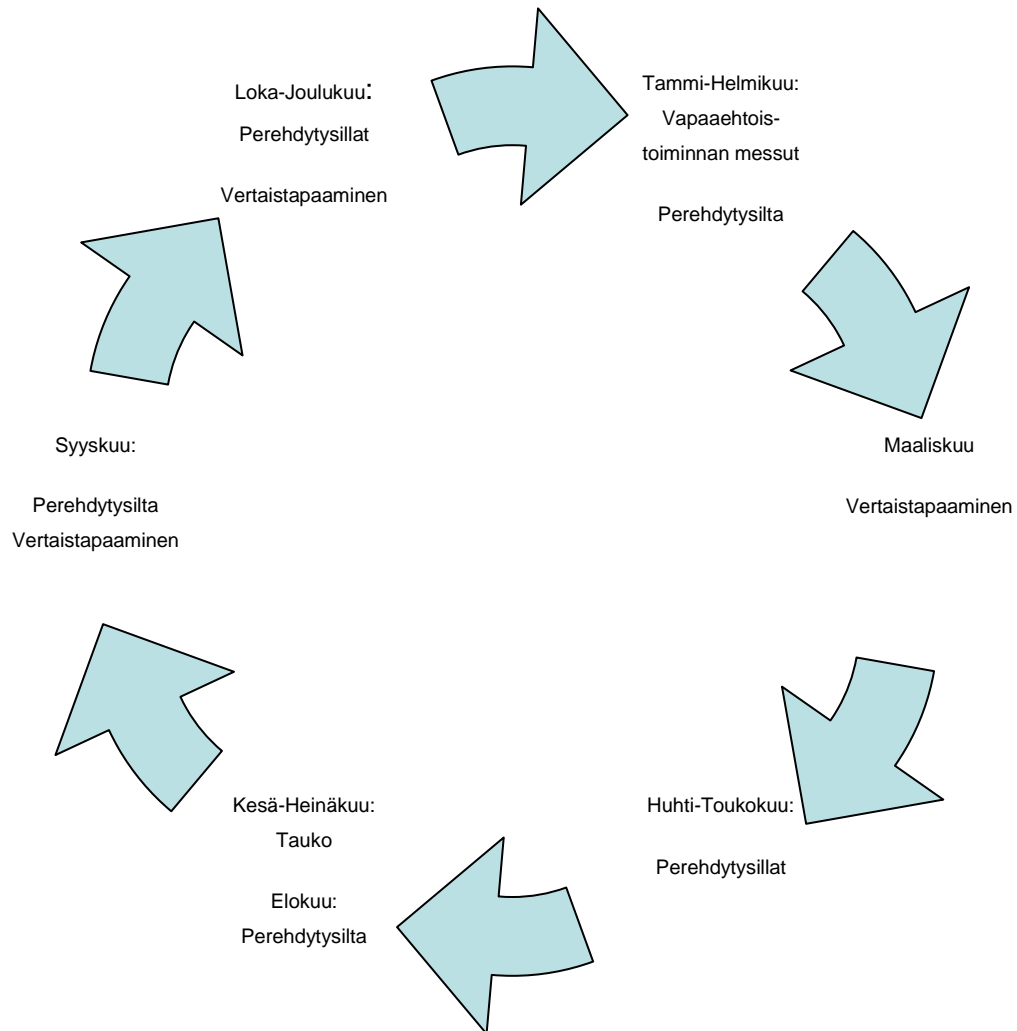 Loka-Joulukuu:
Perehdytysillat
Vertaistapaaminen
Tammi-Helmikuu:
Vapaaehtois-
toiminnan messut
Perehdytysilta
Maaliskuu
Vertaistapaaminen
Huhti-Toukokuu:
Perehdytysillat
Kesä-Heinäkuu:
Tauko
Elokuu:
Perehdytysilta
Syyskuu:
Perehdytysilta
Vertaistapaaminen